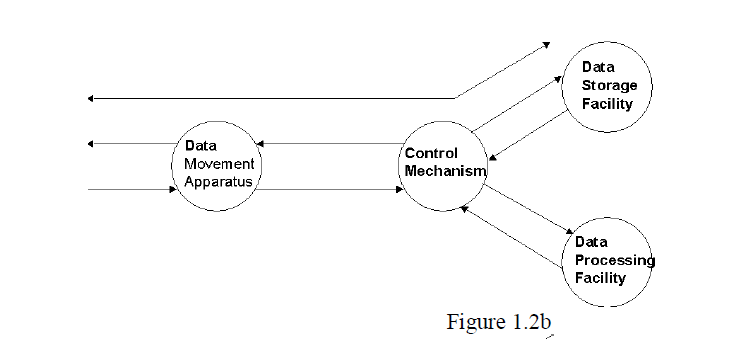 Data
Storage
Facility
Data
Movement
Apparatus
Control
Mechanism
Data
Processing
Facility
Figure 1.2b